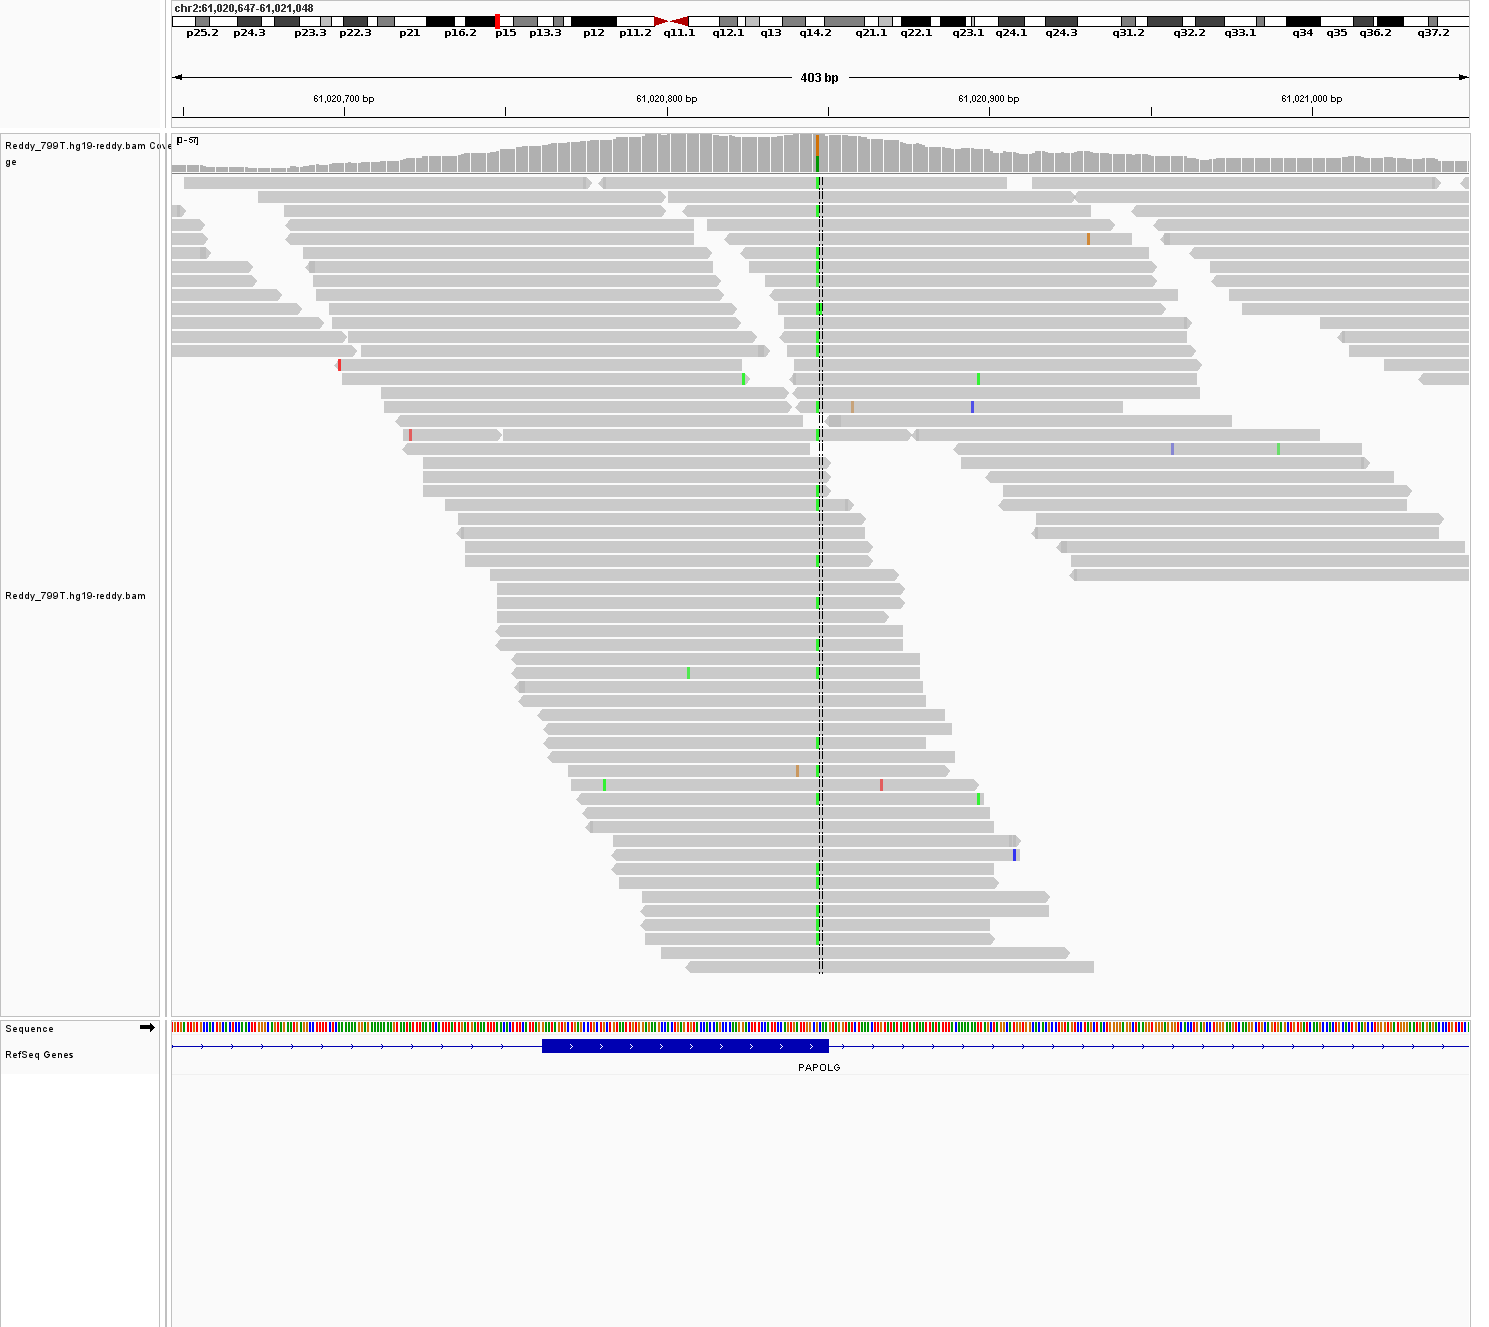 chr2:61,020,647-61,021,048
p25.2 p24.3 p23.3 p22.3 p21 p16.2 p15 p13.3 p12 p11.2 q11.1 q12.1 q13 q14.2 q21.1 q22.1 q23.1 q24.1 q24.3 q31.2 q32.2 q33.1 q34 q35 q36.2 q37.2
403 bp
61,020,700 bp 61,020,800 bp 61,020,900 bp 61,021,000 bp
Reddy_799T.hg19-reddy.bam Cove
ge
[0-57]
Reddy_799T.hg19-reddy.bam
Sequence
RefSeq Genes
PAPOLG